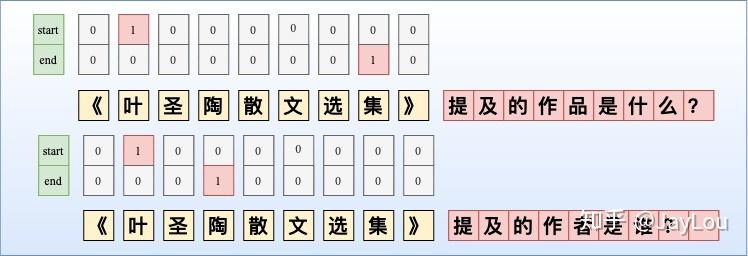 start 0 1 0 0 0 0 0 0 0
end 0 0 0 0 0 0 0 1 0
《叶圣陶散文选集》 提及的作品是什么?
start 0 1 0 0 0 0 0 0 0
end 0 0 0 1 0 0 0 0 0
《叶圣陶散文选集》 提及的作者是谁?
知乎 @JayLou